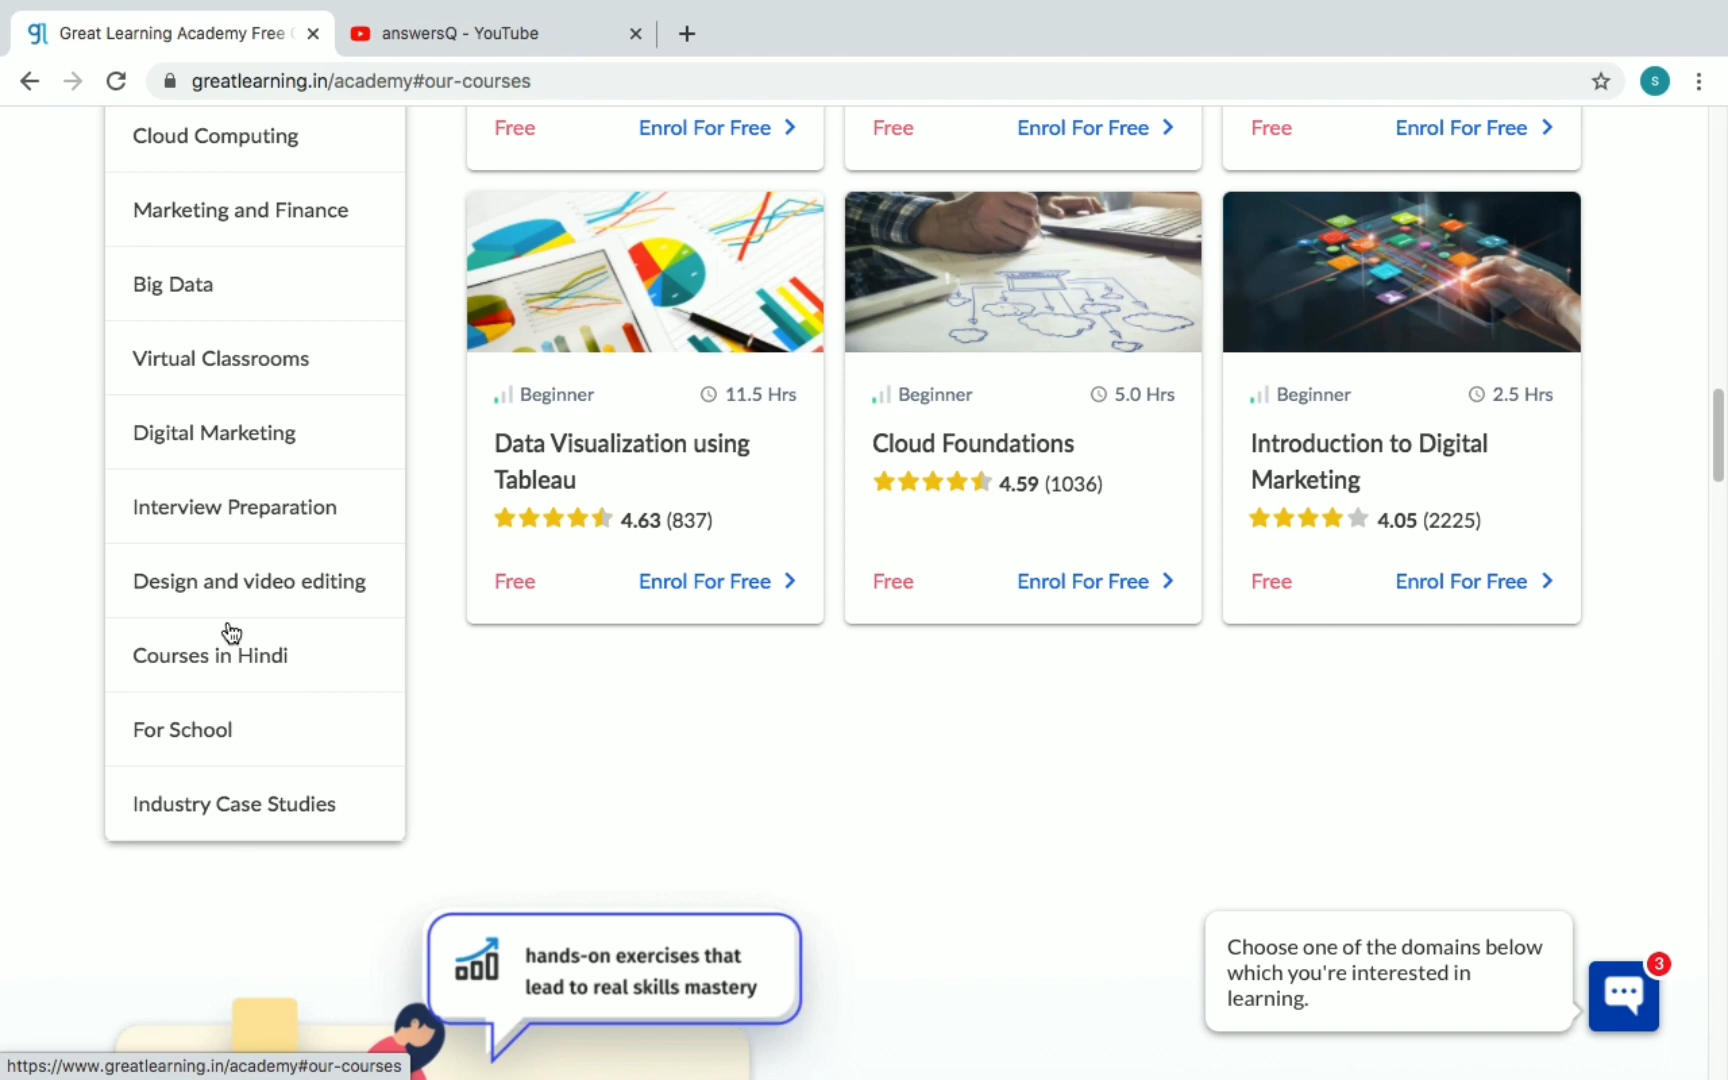 gl Great Learning Academy Free
answersQ - YouTube
greatlearning.in/academy#our-courses
S
Cloud Computing
Marketing and Finance
Big Data
Virtual Classrooms
Digital Marketing
Interview Preparation
Design and video editing
Courses in Hindi
For School
Industry Case Studies
Free Enrol For Free
Free Enrol For Free
Free Enrol For Free
Beginner 11.5 Hrs
Data Visualization using
Tableau
4.63 (837)
Free Enrol For Free
Beginner 5.0 Hrs
Cloud Foundations
4.59 (1036)
Free Enrol For Free
Beginner 2.5 Hrs
Introduction to Digital
Marketing
4.05 (2225)
Free Enrol For Free
hands-on exercises that
lead to real skills mastery
Choose one of the domains below
which you're interested in
learning.
3
https://www.greatlearning.in/academy#our-courses